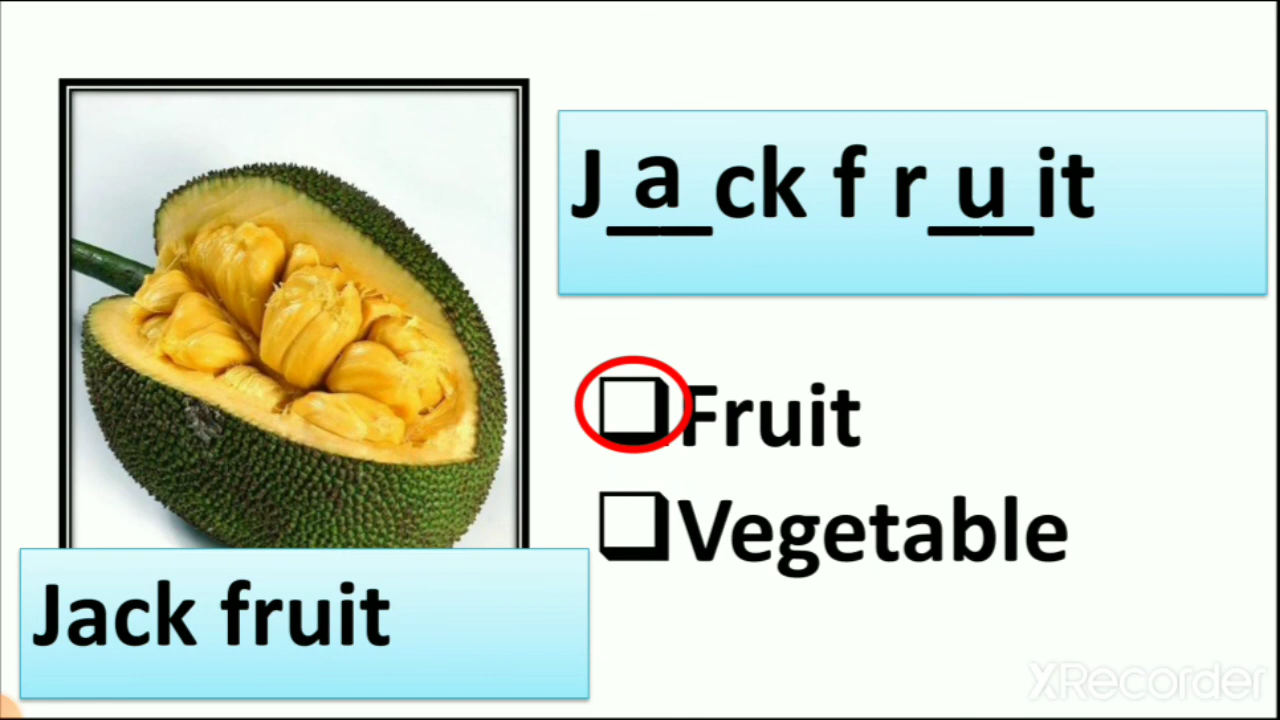 J a ck f r u it
Fruit
Vegetable
Jack fruit
XRecorder